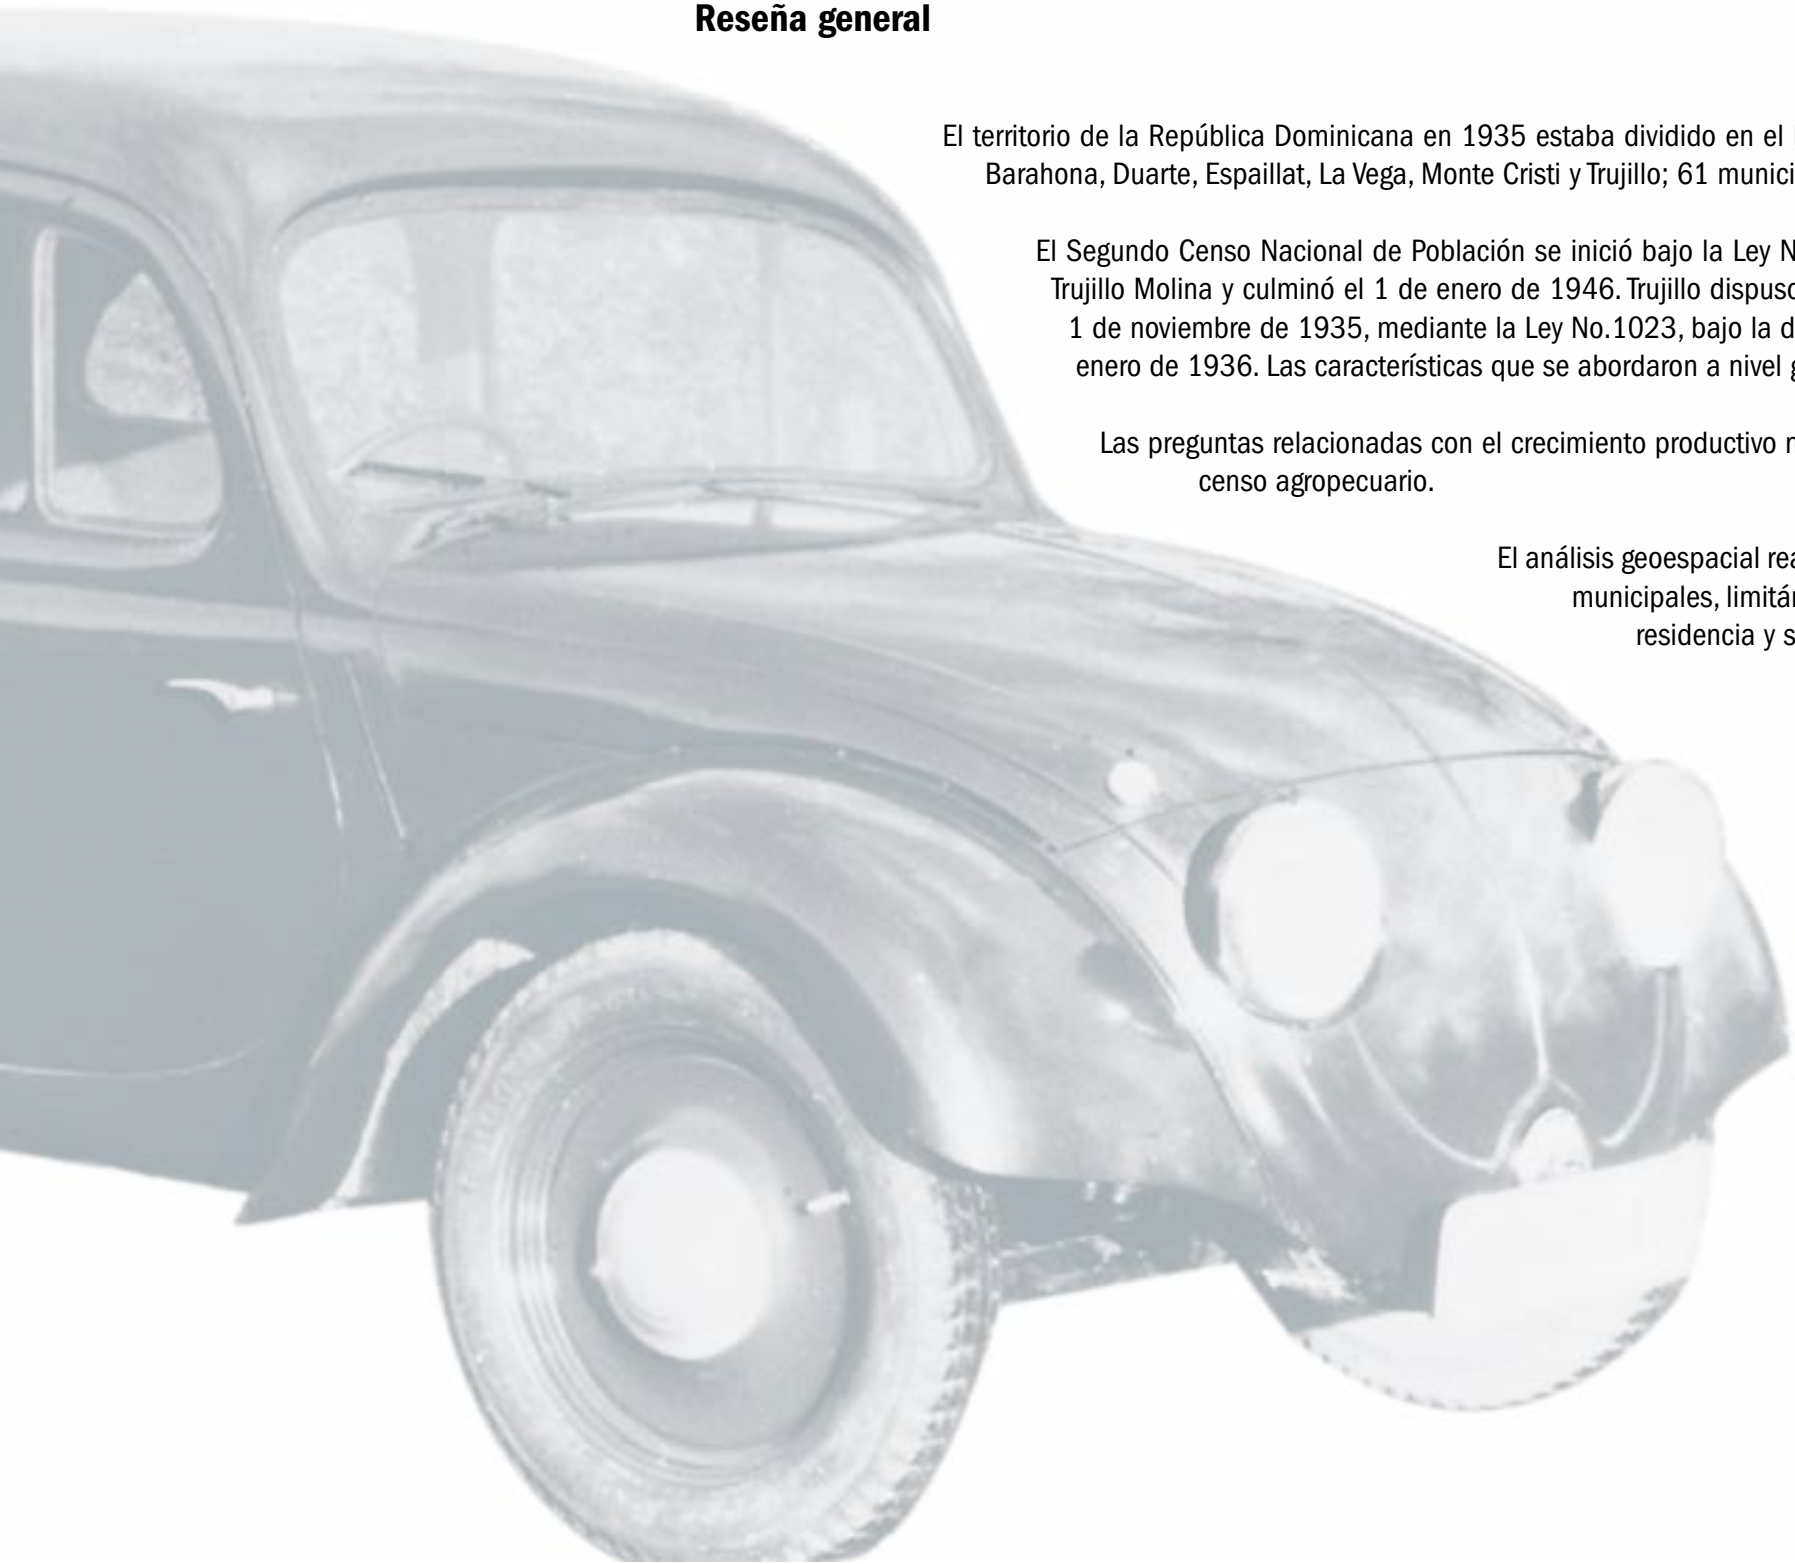 Reseña general
El territorio de la República Dominicana en 1935 estaba dividido en el
Barahona, Duarte, Espaillat, La Vega, Monte Cristi y Trujillo; 61 munici
El Segundo Censo Nacional de Población se inició bajo la Ley N
Trujillo Molina y culminó el 1 de enero de 1946. Trujillo dispuso
1 de noviembre de 1935, mediante la Ley No.1023, bajo la d
enero de 1936. Las características que se abordaron a nivel g
Las preguntas relacionadas con el crecimiento productivo n
censo agropecuario.
El análisis geoespacial rea
municipales, limitán
residencia y s